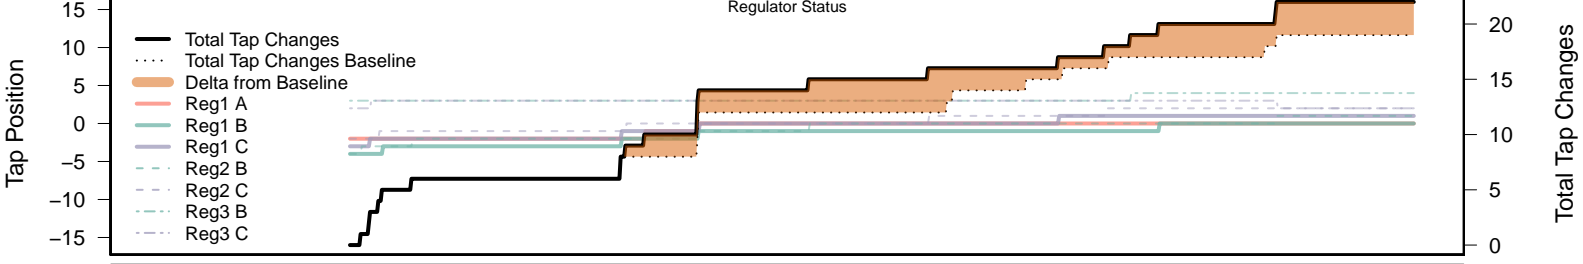 Regulator Status
15
10
5
0
−5
−10
−15
Tap Position
Total Tap Changes
Total Tap Changes Baseline
Delta from Baseline
Reg1 A
Reg1 B
Reg1 C
Reg2 B
Reg2 C
Reg3 B
Reg3 C
20
15
10
5
0
Total Tap Changes